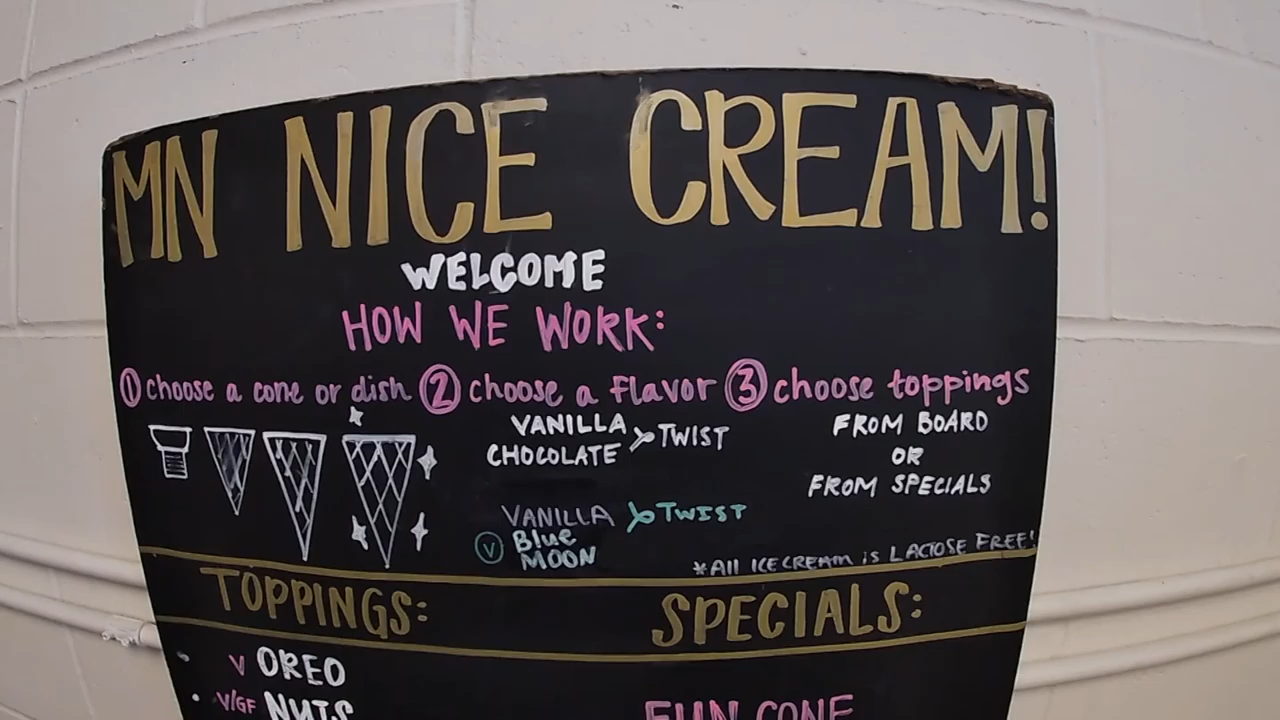 MN NICE CREAM!
WELCOME
HOW WE WORK:
1 choose a cone or dish 2 choose a flavor 3 choose toppings
VANILLA
CHOCOLATE
TWIST
VANILLA
V Blue
MOON
TWIST
FROM BOARD
OR
FROM SPECIALS
*All ICE CREAM is LACTOSE FREE!
TOPPINGS:
SPECIALS:
V OREO
V/GF NUTS
FUN CONE